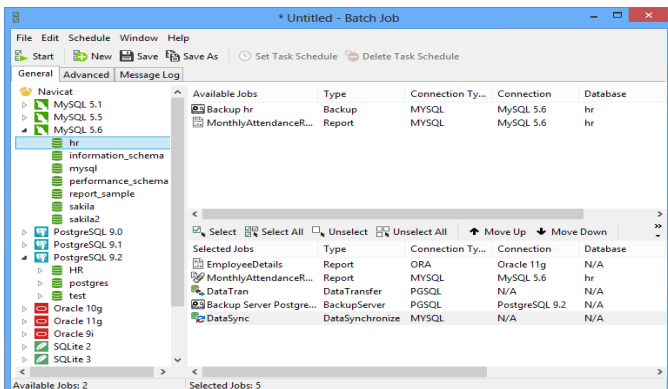 * Untitled - Batch Job
File Edit Schedule Window Help
Start New Save Save As Set Task Schedule Delete Task Schedule
General Advanced Message Log
Navicat
MySQL 5.1
MySQL 5.5
MySQL 5.6
hr
information_schema
mysql
performance_schema
report_sample
sakila
sakila2
PostgreSQL 9.0
PostgreSQL 9.1
PostgreSQL 9.2
HR
postgres
test
Oracle 10g
Oracle 11g
Oracle 9i
SQLite 2
SQLite 3
Available Jobs Type Connection Ty... Connection Database
Backup hr Backup MYSQL MySQL 5.6 hr
MonthlyAttendanceR... Report MYSQL MySQL 5.6 hr
Select Select All Unselect Unselect All Move Up Move Down
Selected Jobs Type Connection Ty... Connection Database
EmployeeDetails Report ORA Oracle 11g N/A
MonthlyAttendanceR... Report MYSQL MySQL 5.6 hr
DataTran DataTransfer PGSQL N/A N/A
Backup Server Postgre... BackupServer PGSQL PostgreSQL 9.2 N/A
DataSync DataSynchronize MYSQL N/A N/A
Available Jobs: 2 Selected Jobs: 5